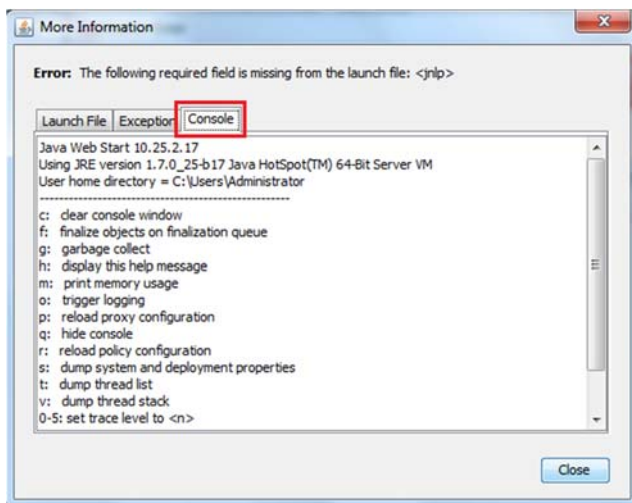 More Information
Error: The following required field is missing from the launch file: <jnlp>
Launch File Exception Console
Java Web Start 10.25.2.17
Using JRE version 1.7.0_25-b17 Java HotSpot(TM) 64-Bit Server VM
User home directory = C:\Users\Administrator
----------------------------------------------------
c: clear console window
f: finalize objects on finalization queue
g: garbage collect
h: display this help message
m: print memory usage
o: trigger logging
p: reload proxy configuration
q: hide console
r: reload policy configuration
s: dump system and deployment properties
t: dump thread list
v: dump thread stack
0-5: set trace level to <n>
Close